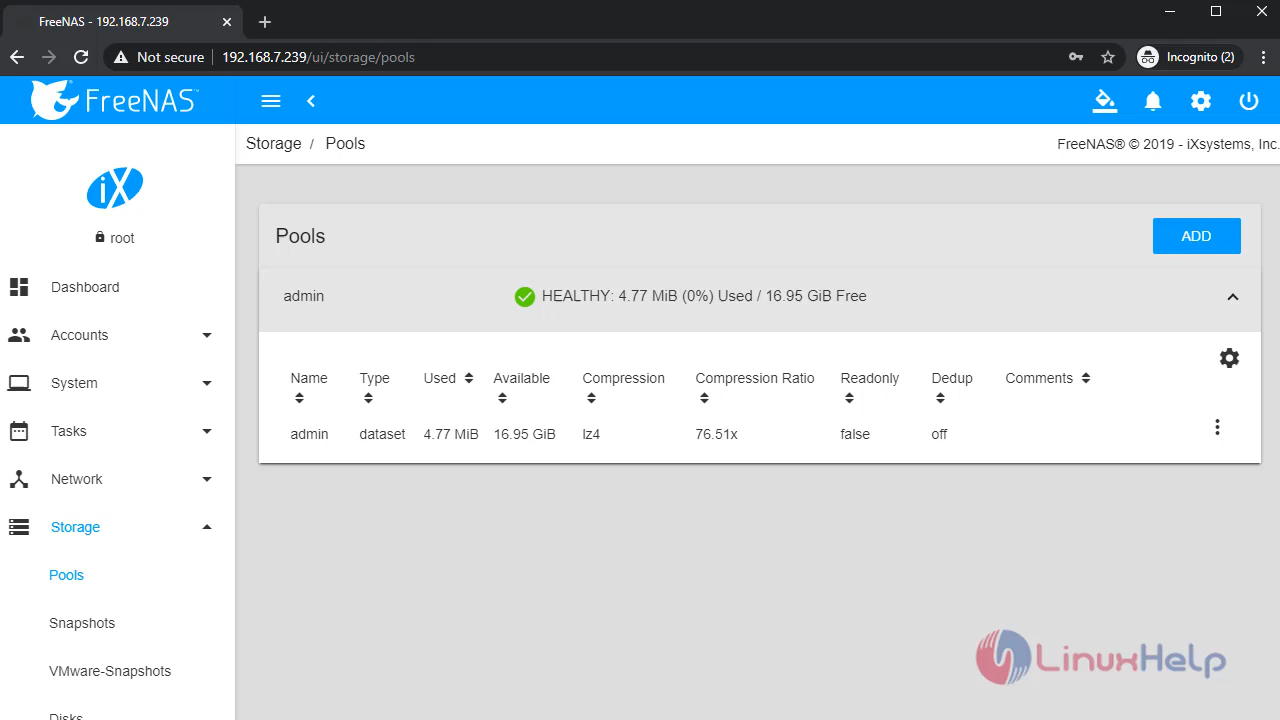 FreeNAS - 192.168.7.239
Not secure 192.168.7.239/ui/storage/pools Incognito (2)
FreeNAS™
Storage / Pools FreeNAS® © 2019 - iXsystems, Inc.
iX
root
Dashboard
Accounts
System
Tasks
Network
Storage
Pools
Snapshots
VMware-Snapshots
Disks
Pools ADD
admin HEALTHY: 4.77 MiB (0%) Used / 16.95 GiB Free
Name Type Used Available Compression Compression Ratio Readonly Dedup Comments
admin dataset 4.77 MiB 16.95 GiB lz4 76.51x false off
LinuxHelp